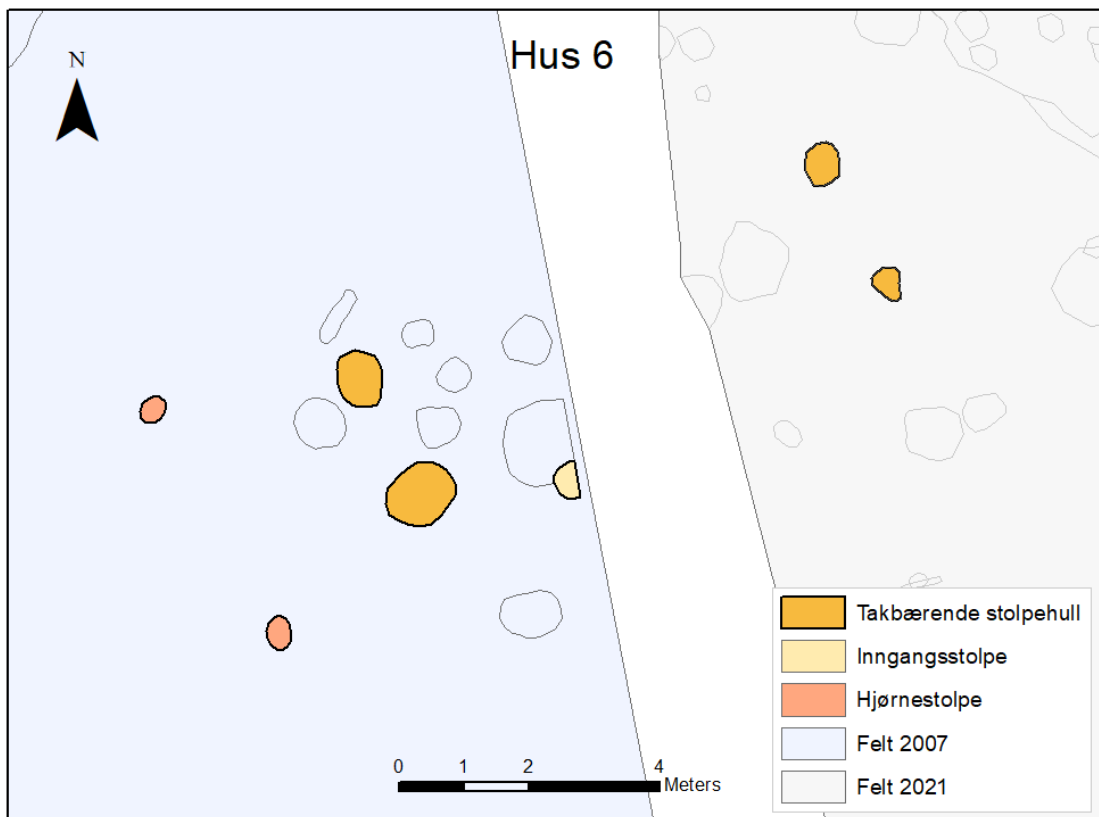 Hus 6
N
Takbærende stolpehull
Inngangsstolpe
Hjørnestolpe
Felt 2007
Felt 2021
0 1 2 4
Meters